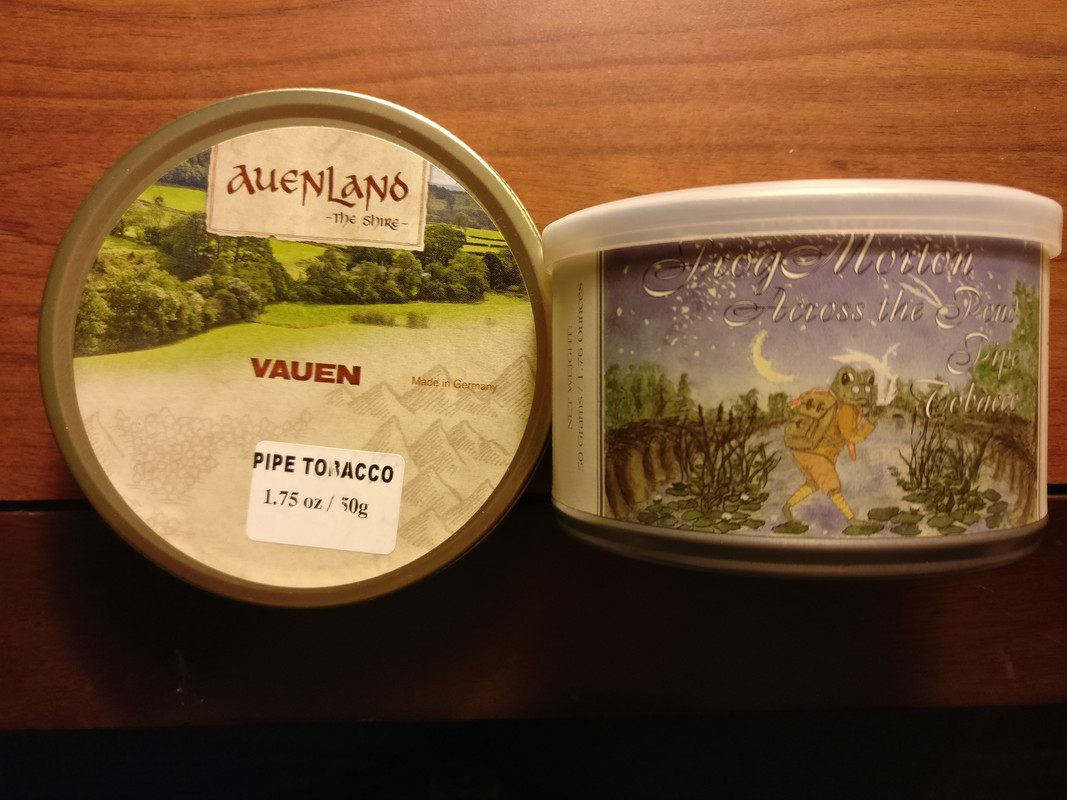 AUENLAND
-THE SHIRE-
VAUEN
Made in Germany
PIPE TOBACCO
1.75 oz / 50g
Frog Morton
Across the Pond
Pipe
Tobacco
NET WEIGHT
50 Grams / 1.76 Ounces